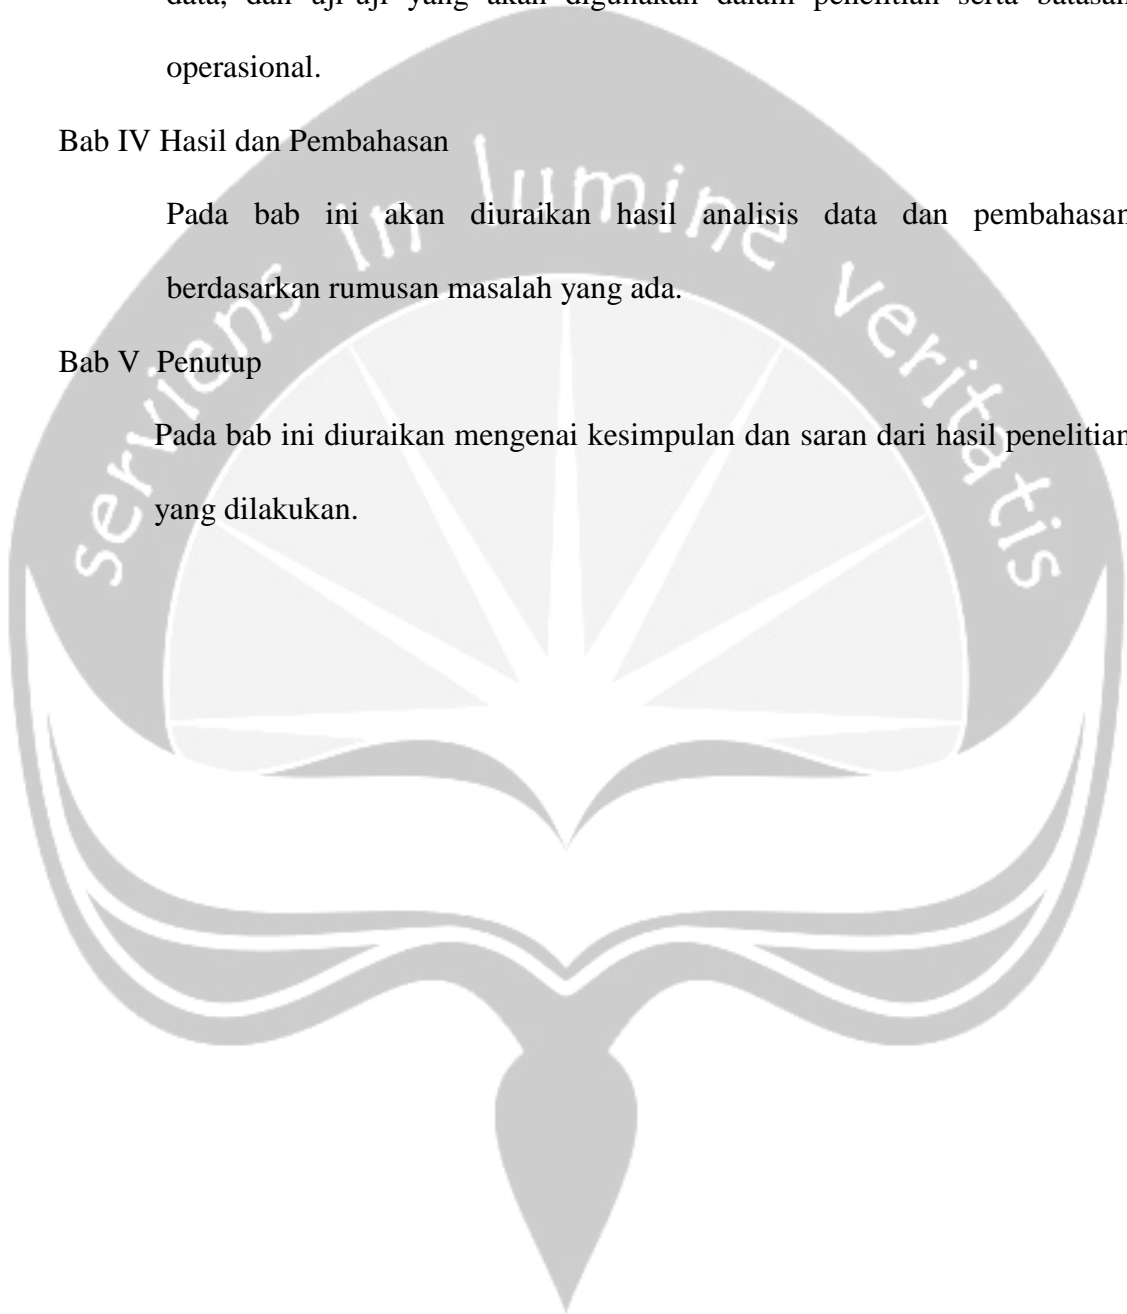 data, dan uji-uji yang akan digunakan dalam penelitian serta batasan
operasional.
Bab IV Hasil dan Pembahasan
Pada bab ini akan diuraikan hasil analisis data dan pembahasan
berdasarkan rumusan masalah yang ada.
Bab V Penutup
Pada bab ini diuraikan mengenai kesimpulan dan saran dari hasil penelitian
yang dilakukan.
serviens in lumine veritatis